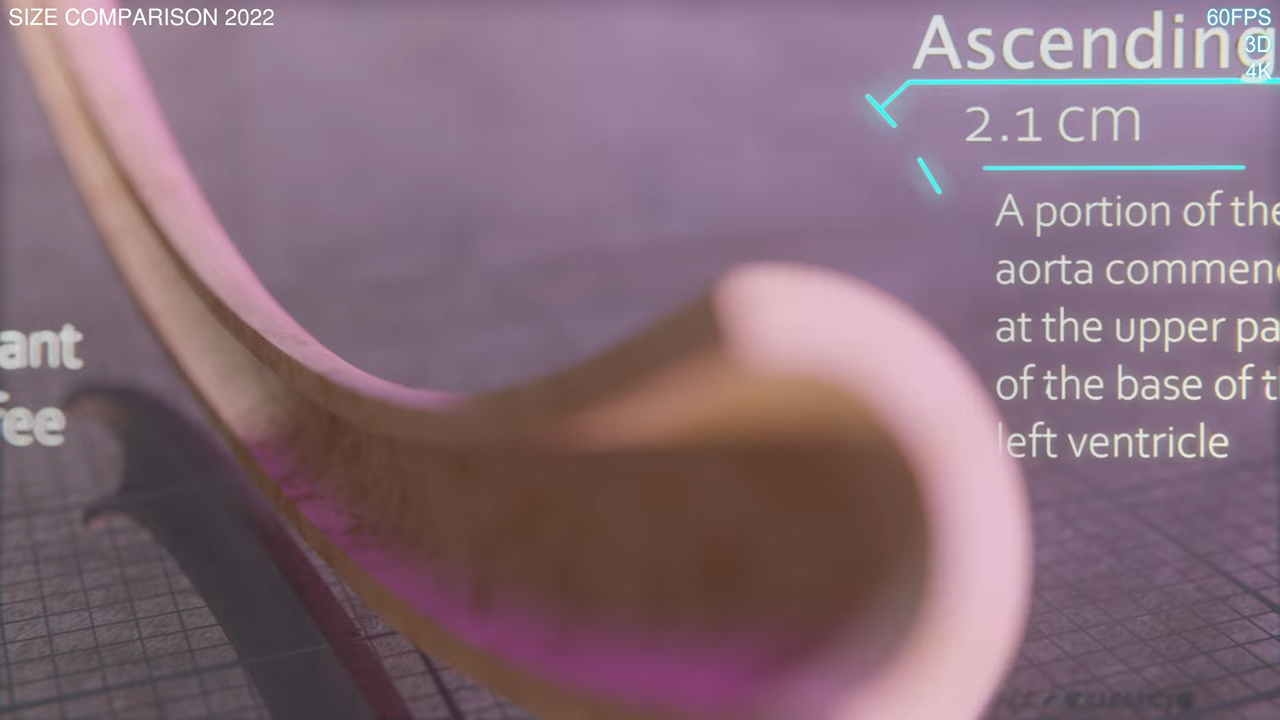 SIZE COMPARISON 2022
60FPS
3D
4K
Ascending
2.1 cm
A portion of the
aorta commenc
at the upper pa
of the base of th
left ventricle
ant
fee